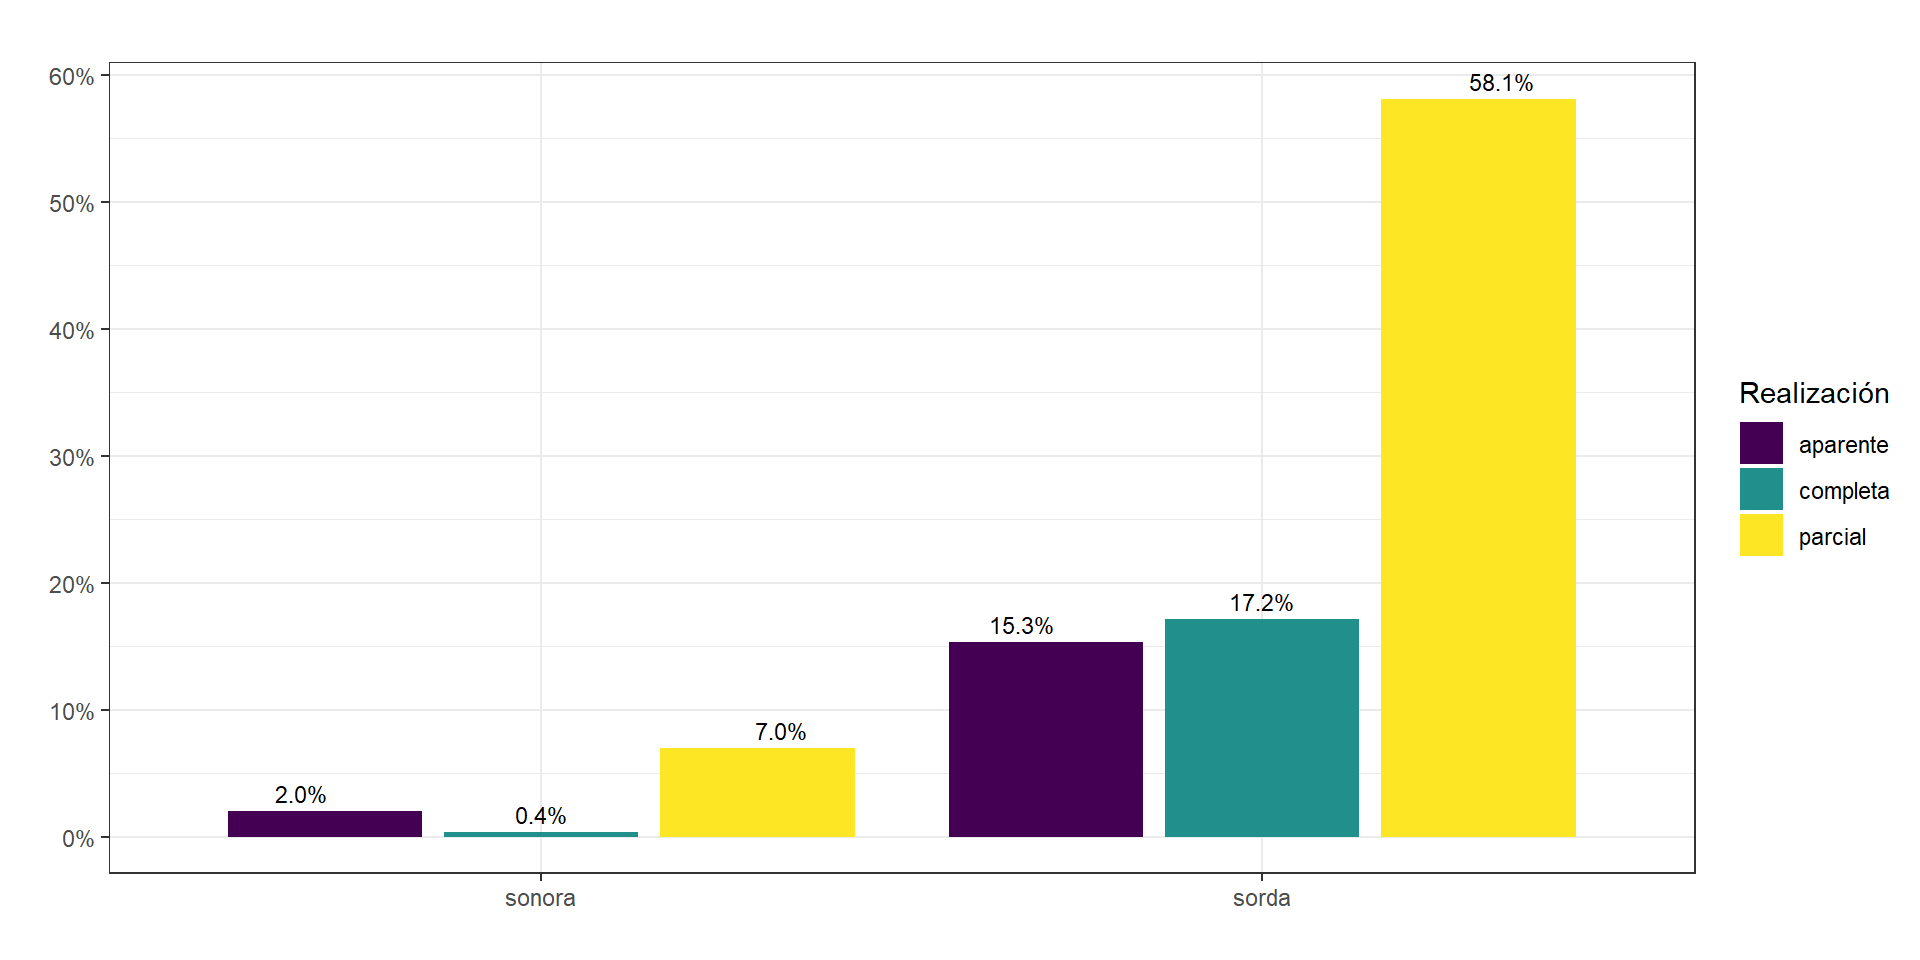 60%
58.1%
50%
40%
Realización
aparente
30%
completa
parcial
20%
17.2%
15.3%
10%
7.0%
2.0%
0.4%
0%
sonora
sorda